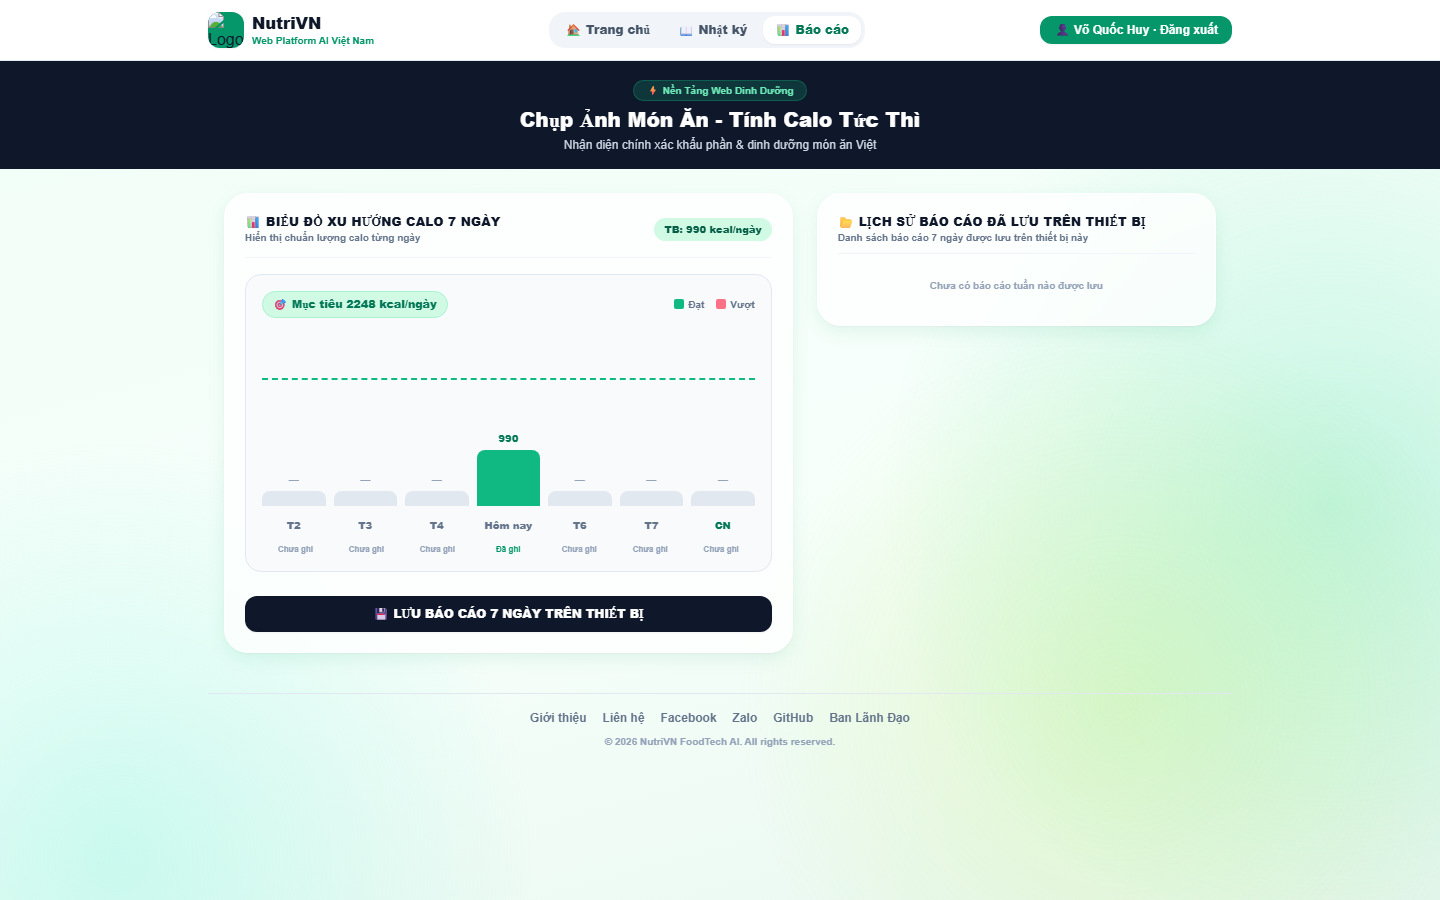 Logo
NutriVN
Web Platform AI Việt Nam
Trang chủ
Nhật ký
Báo cáo
Võ Quốc Huy · Đăng xuất
Nền Tảng Web Dinh Dưỡng
Chụp Ảnh Món Ăn - Tính Calo Tức Thì
Nhận diện chính xác khẩu phần & dinh dưỡng món ăn Việt
BIỂU ĐỒ XU HƯỚNG CALO 7 NGÀY
Hiển thị chuẩn lượng calo từng ngày
TB: 990 kcal/ngày
Mục tiêu 2248 kcal/ngày
Đạt
Vượt
— — — 990 — — —
T2 T3 T4 Hôm nay T6 T7 CN
Chưa ghi Chưa ghi Chưa ghi Đã ghi Chưa ghi Chưa ghi Chưa ghi
LƯU BÁO CÁO 7 NGÀY TRÊN THIẾT BỊ
LỊCH SỬ BÁO CÁO ĐÃ LƯU TRÊN THIẾT BỊ
Danh sách báo cáo 7 ngày được lưu trên thiết bị này
Chưa có báo cáo tuần nào được lưu
Giới thiệu Liên hệ Facebook Zalo GitHub Ban Lãnh Đạo
© 2026 NutriVN FoodTech AI. All rights reserved.